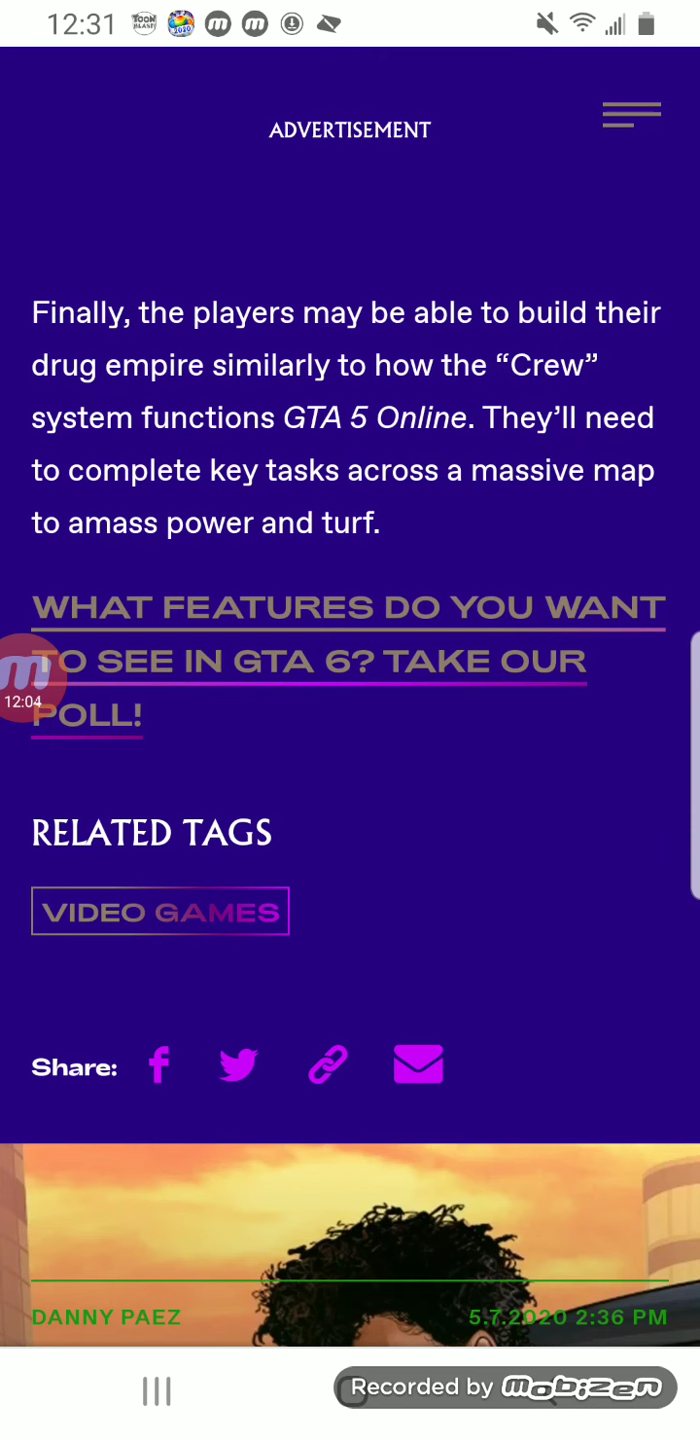 12:31
ADVERTISEMENT
Finally, the players may be able to build their
drug empire similarly to how the “Crew”
system functions GTA 5 Online. They’ll need
to complete key tasks across a massive map
to amass power and turf.
WHAT FEATURES DO YOU WANT
TO SEE IN GTA 6? TAKE OUR
POLL!
12:04
RELATED TAGS
VIDEO GAMES
Share:
DANNY PAEZ 5.7.2020 2:36 PM
Recorded by mobizen